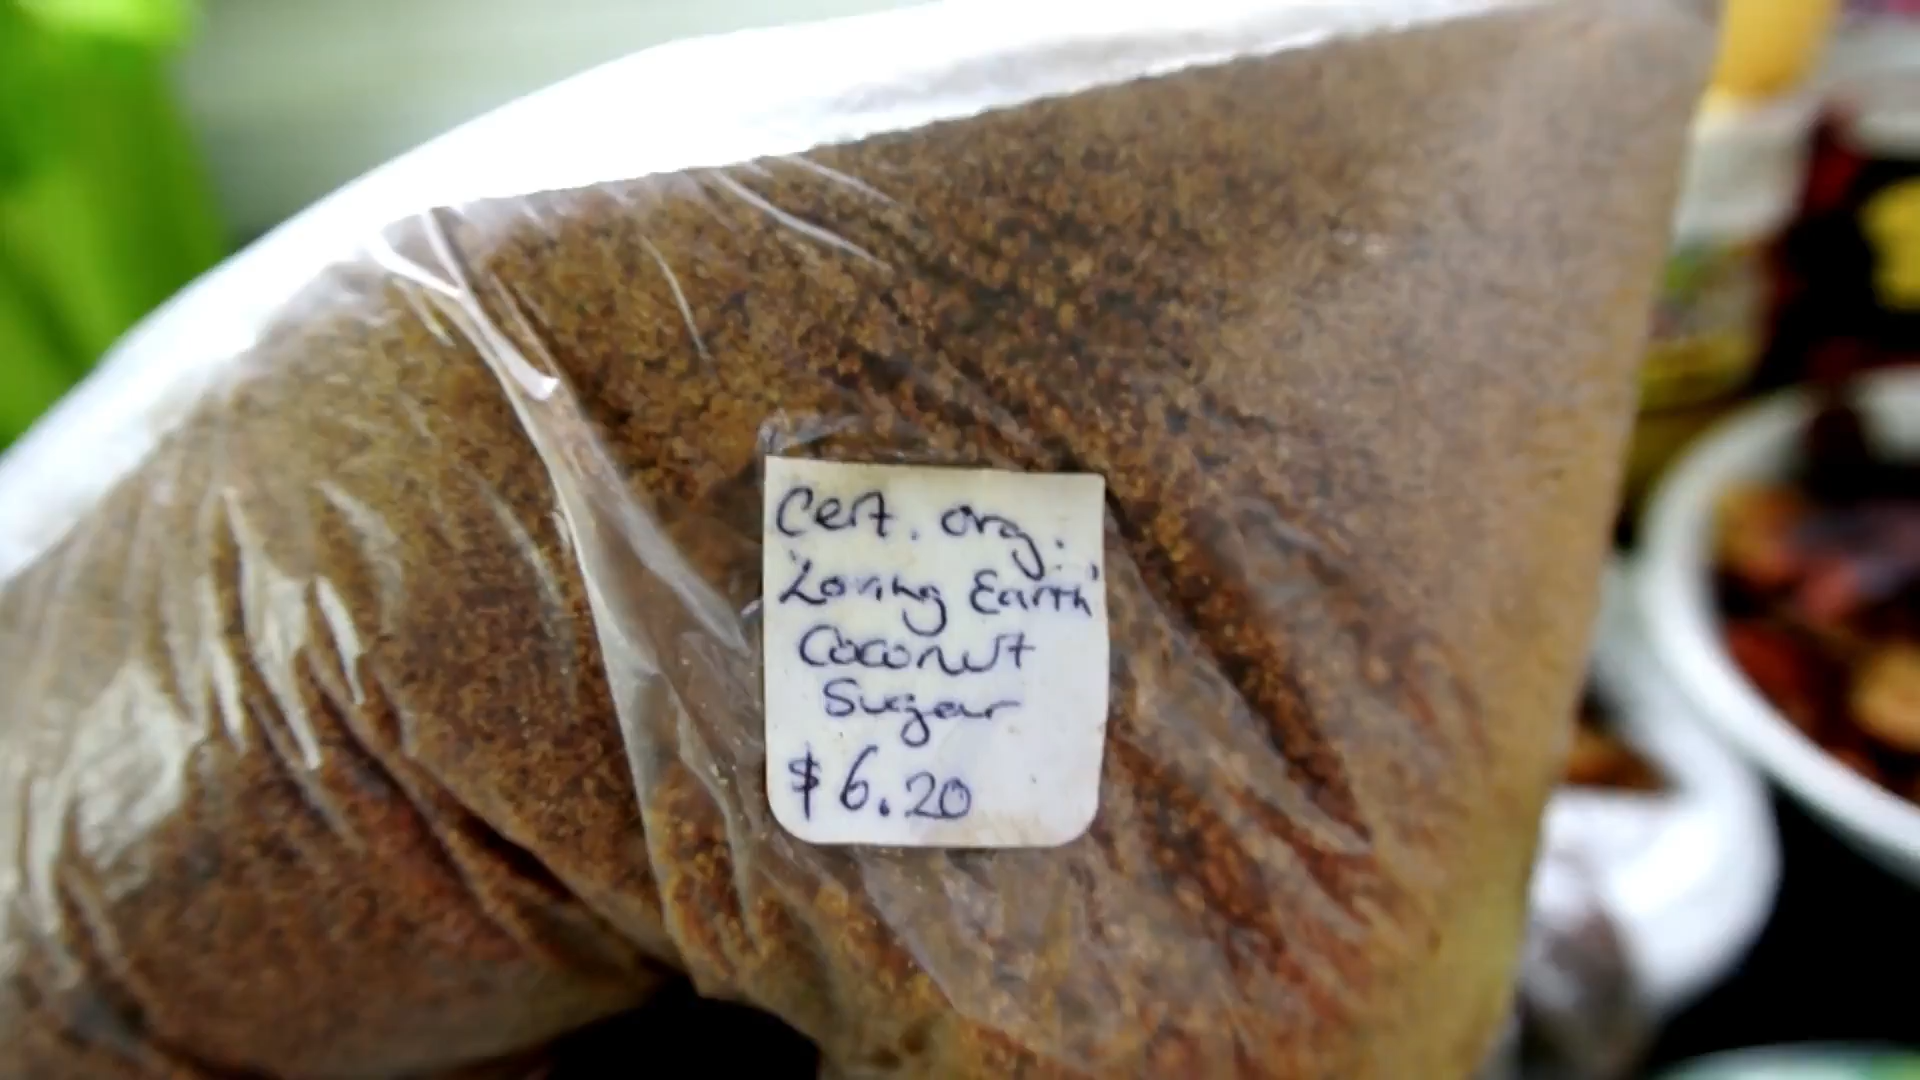 Cert. org.
'Loving Earth'
Coconut
Sugar
$6.20